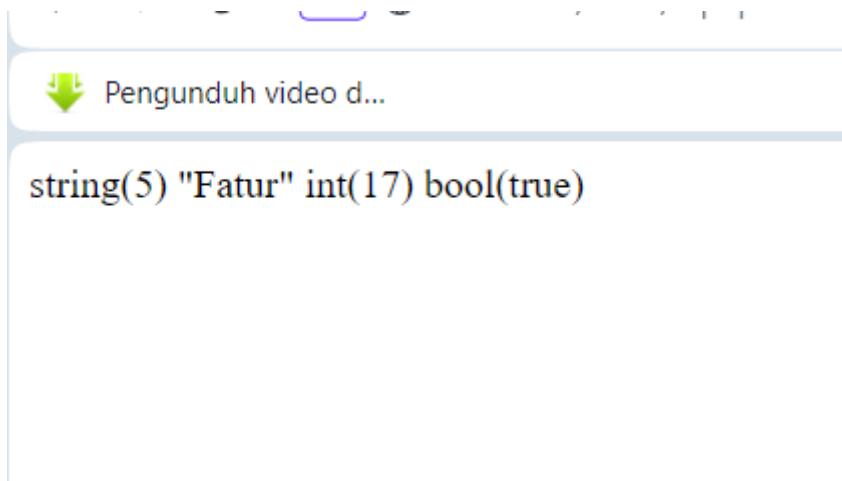 Pengunduh video d...
string(5) "Fatur" int(17) bool(true)